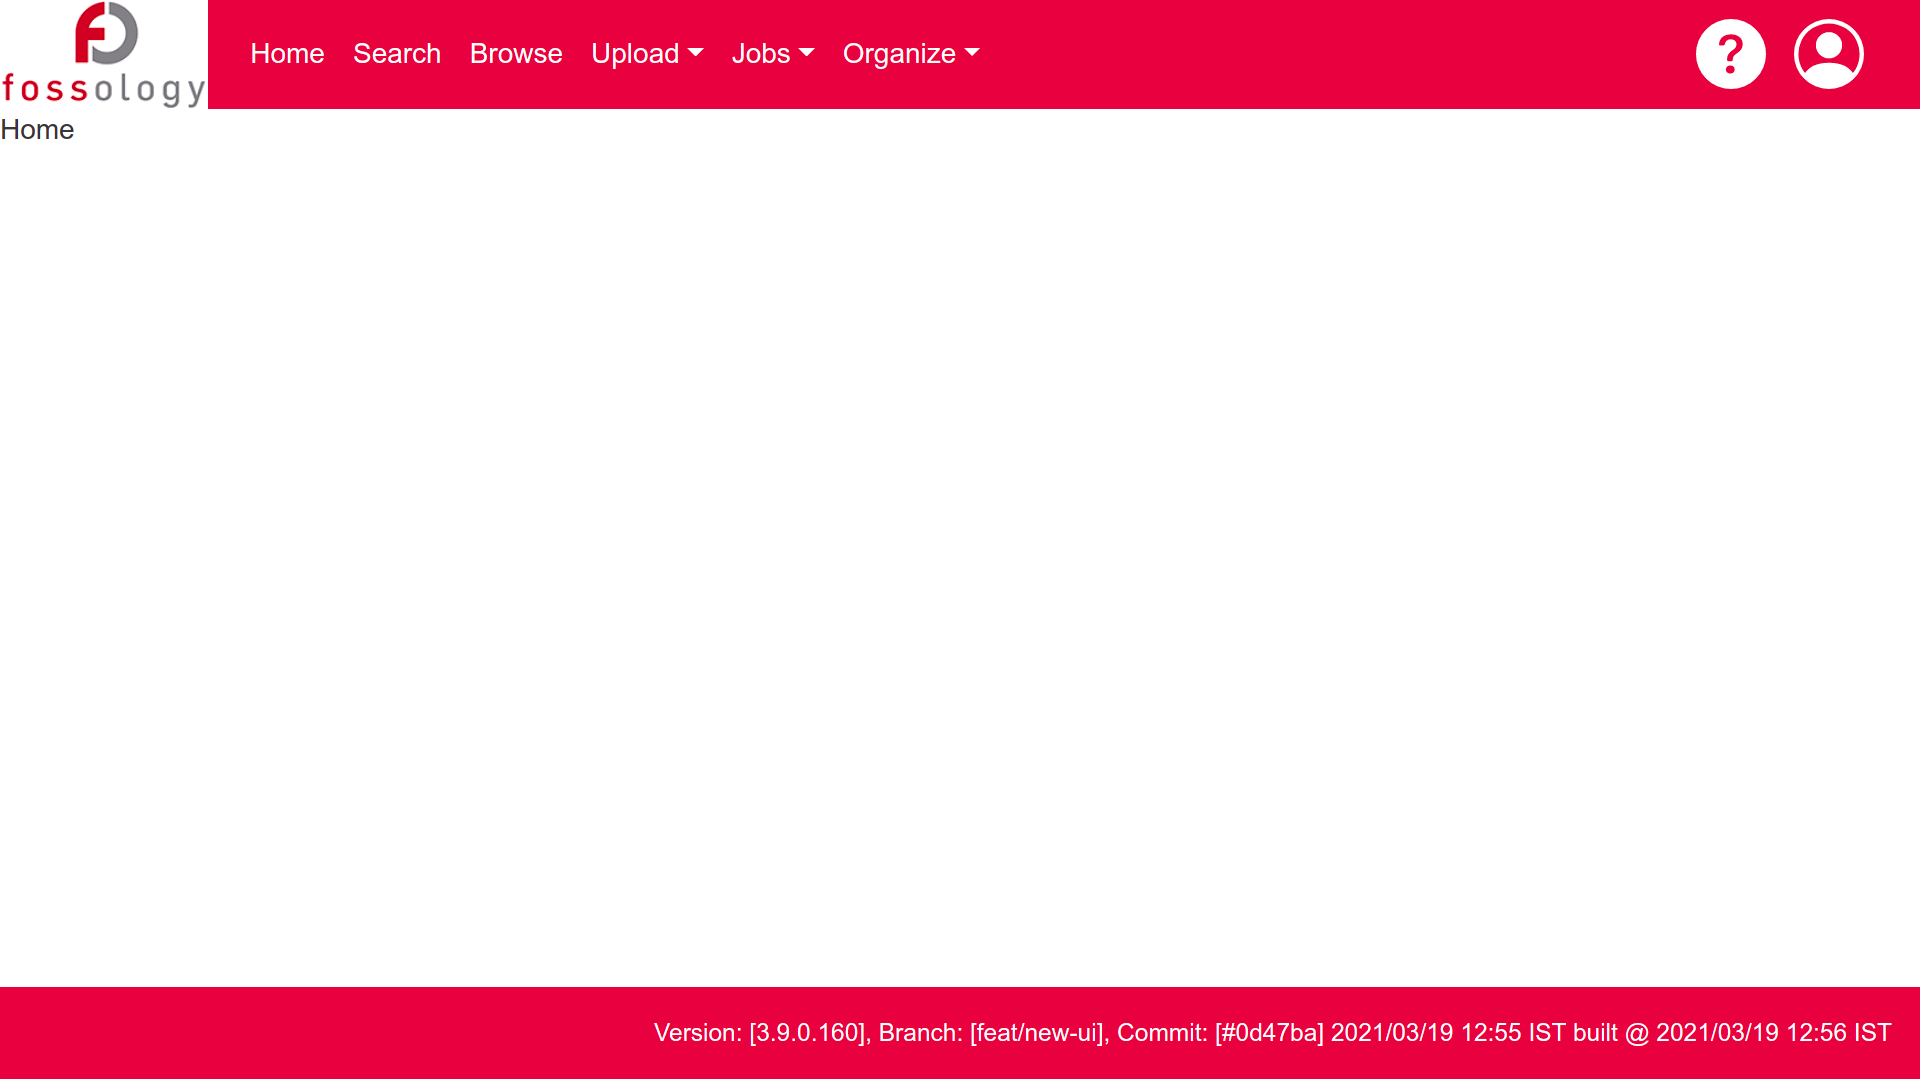 fossology
Home Search Browse Upload Jobs Organize
?
Home
Version: [3.9.0.160], Branch: [feat/new-ui], Commit: [#0d47ba] 2021/03/19 12:55 IST built @ 2021/03/19 12:56 IST